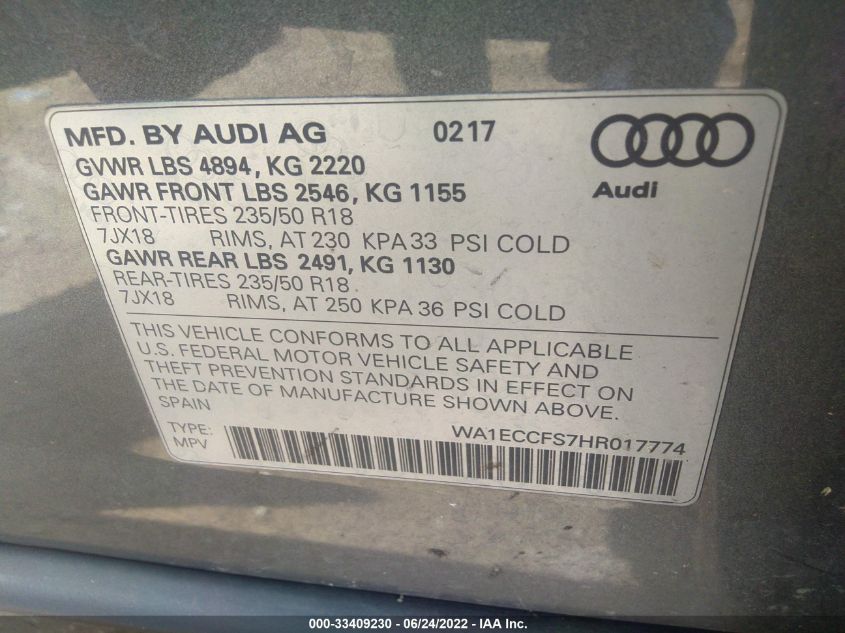 MFD. BY AUDI AG 0217
GVWR LBS 4894, KG 2220
GAWR FRONT LBS 2546, KG 1155
Audi
FRONT-TIRES 235/50 R18
7JX18 RIMS, AT 230 KPA 33 PSI COLD
GAWR REAR LBS 2491, KG 1130
REAR-TIRES 235/50 R18
7JX18 RIMS, AT 250 KPA 36 PSI COLD
THIS VEHICLE CONFORMS TO ALL APPLICABLE
U.S. FEDERAL MOTOR VEHICLE SAFETY AND
THEFT PREVENTION STANDARDS IN EFFECT ON
THE DATE OF MANUFACTURE SHOWN ABOVE.
SPAIN
WA1ECCFS7HR017774
TYPE:
MPV
000-33409230 - 06/24/2022 - IAA Inc.